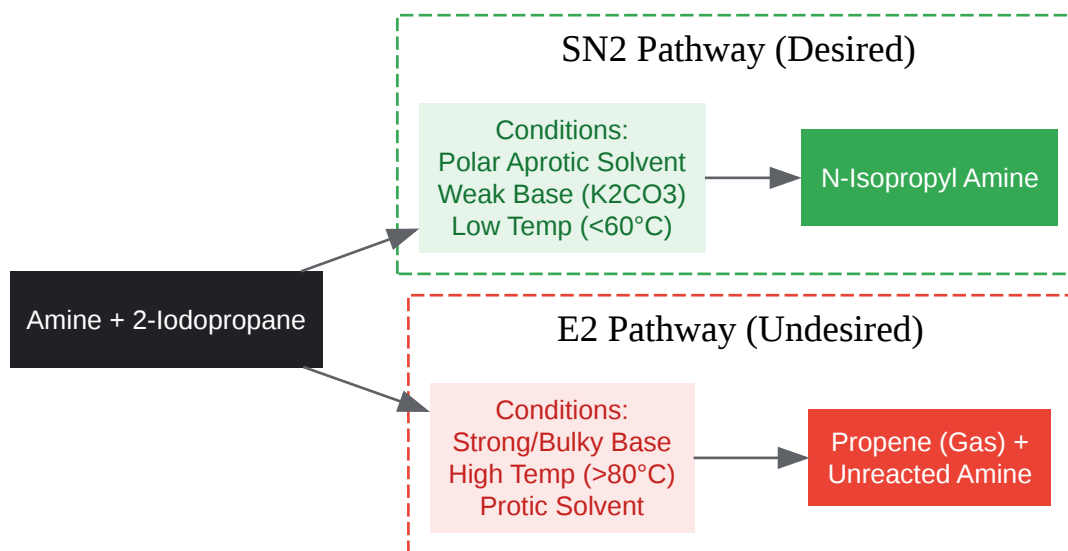 SN2 Pathway (Desired)
Conditions:
Polar Aprotic Solvent
Weak Base (K2CO3)
Low Temp (<60°C)
N-Isopropyl Amine
Amine + 2-Iodopropane
E2 Pathway (Undesired)
Conditions:
Strong/Bulky Base
High Temp (>80°C)
Protic Solvent
Propene (Gas) +
Unreacted Amine